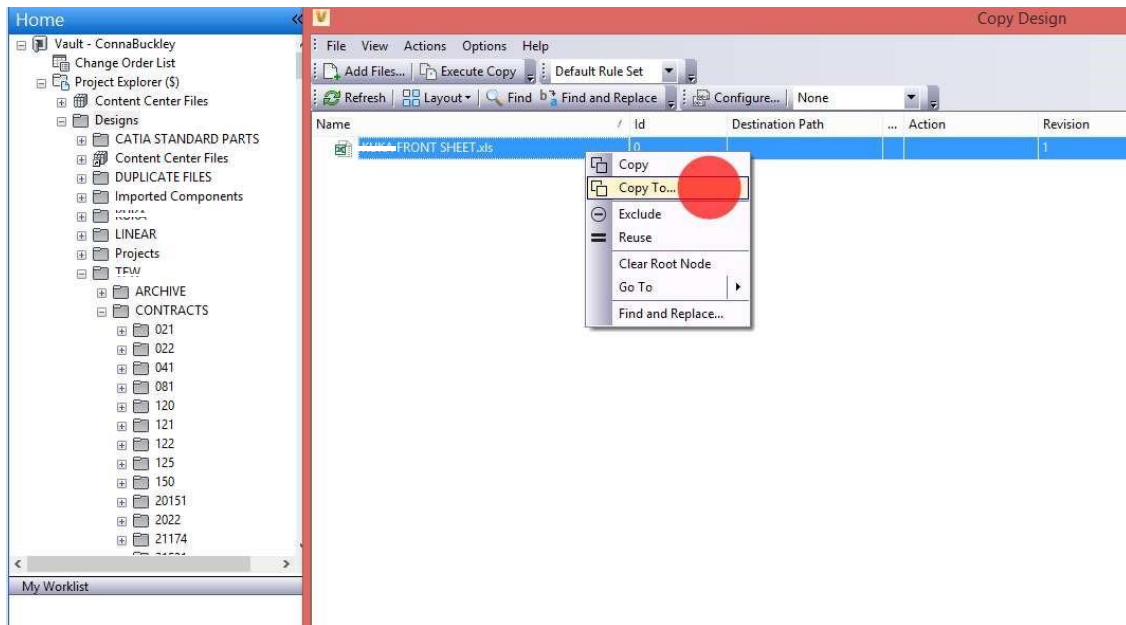 Home
Vault - ConnaBuckley
Change Order List
Project Explorer ($)
Content Center Files
Designs
CATIA STANDARD PARTS
Content Center Files
DUPLICATE FILES
Imported Components
LINEAR
Projects
ARCHIVE
CONTRACTS
021
022
041
081
120
121
122
125
150
20151
2022
21174
My Worklist
Copy Design
File View Actions Options Help
Add Files... Execute Copy Default Rule Set
Refresh Layout Find Find and Replace Configure... None
Name / Id Destination Path ... Action Revision
FRONT SHEET.xls 0 1
Copy
Copy To...
Exclude
Reuse
Clear Root Node
Go To
Find and Replace...